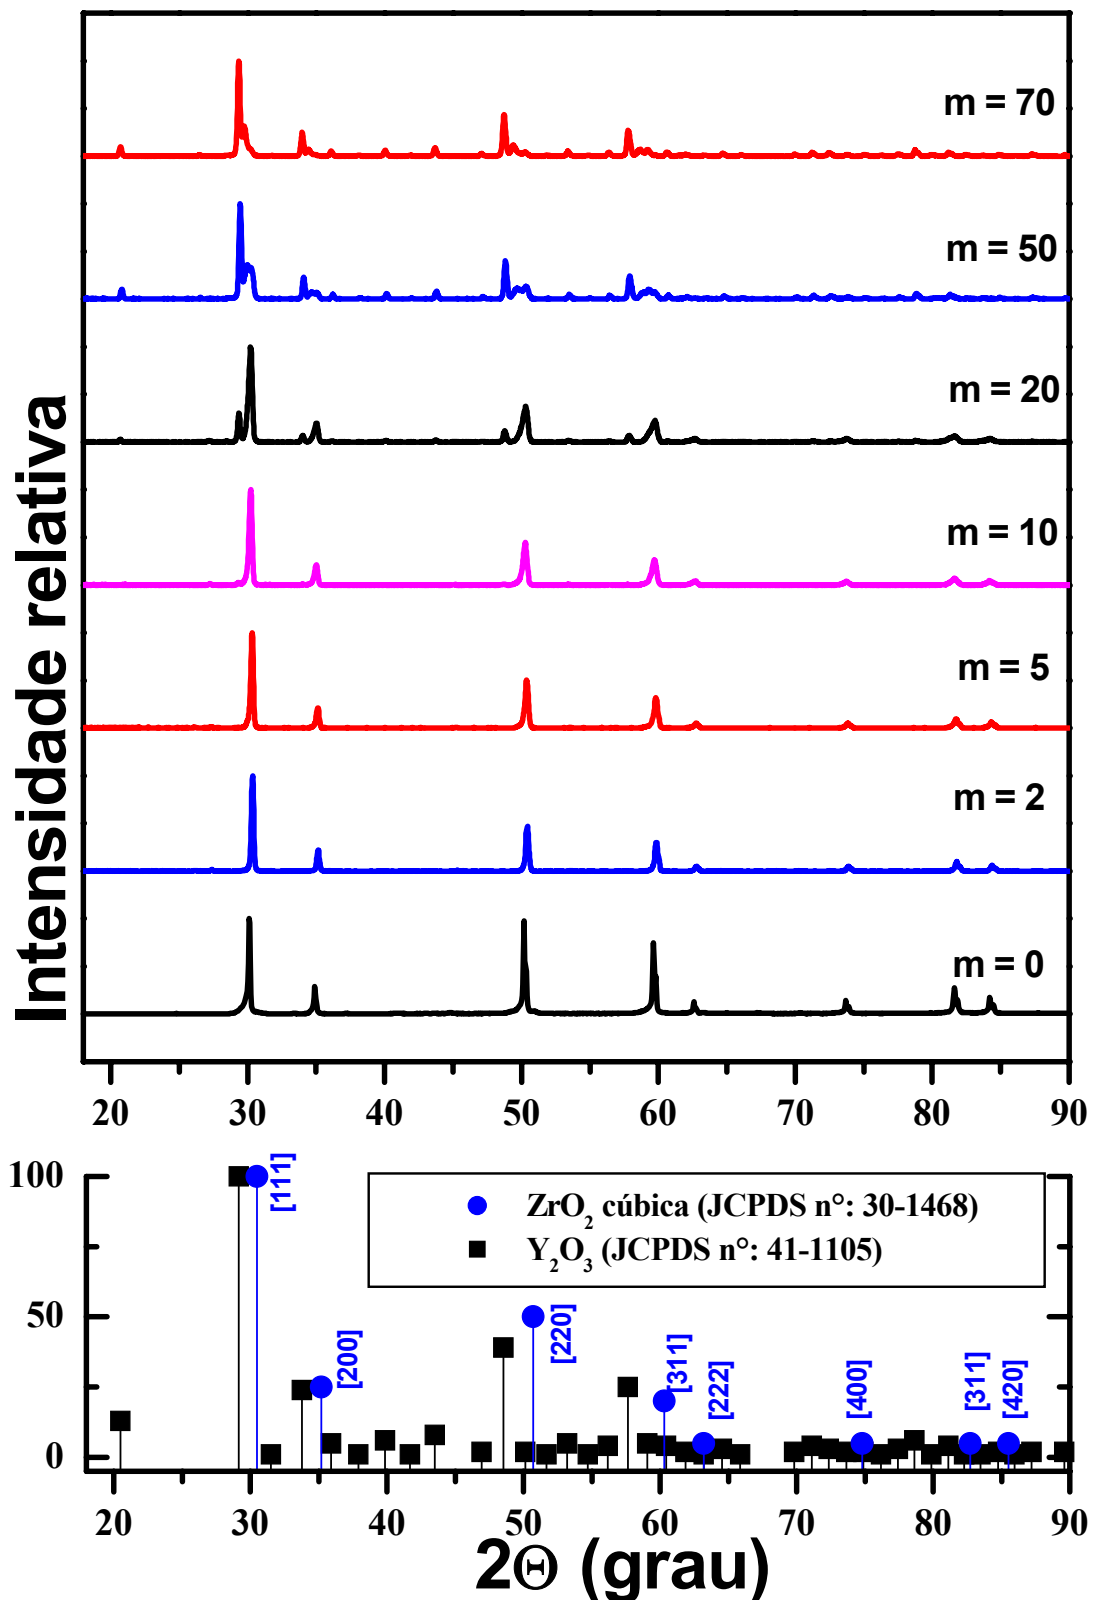 Intensidade relativa
m = 70
m = 50
m = 20
m = 10
m = 5
m = 2
m = 0
20 30 40 50 60 70 80 90
100
50
0
ZrO₂ cúbica (JCPDS n°: 30-1468)
Y₂O₃ (JCPDS n°: 41-1105)
[111]
[200]
[220]
[311]
[222]
[400]
[311]
[420]
20 30 40 50 60 70 80 90
2Θ (grau)